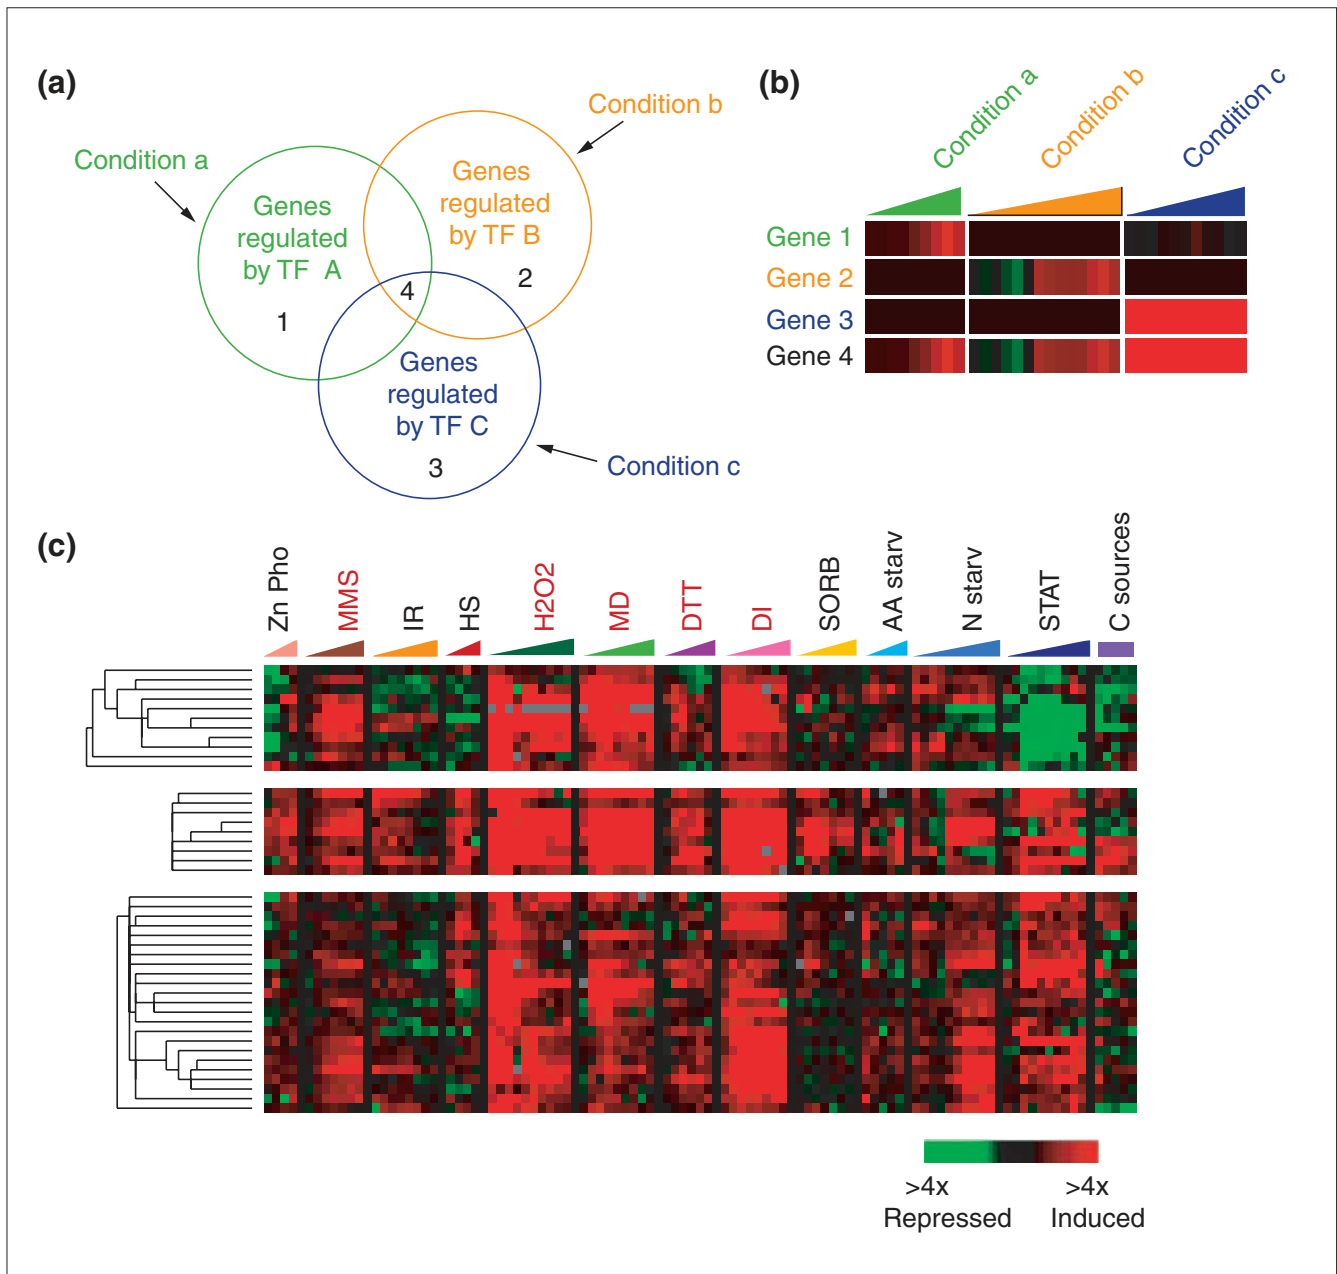 (a)
Condition a
Condition b
Genes
regulated
by TF A
1
Genes
regulated
by TF B
2
4
Genes
regulated
by TF C
3
Condition c
(b)
Condition a
Condition b
Condition c
Gene 1
Gene 2
Gene 3
Gene 4
(c)
Zn Pho
MMS
IR
HS
H2O2
MD
DTT
DI
SORB
AA starv
N starv
STAT
C sources
>4x
Repressed
>4x
Induced